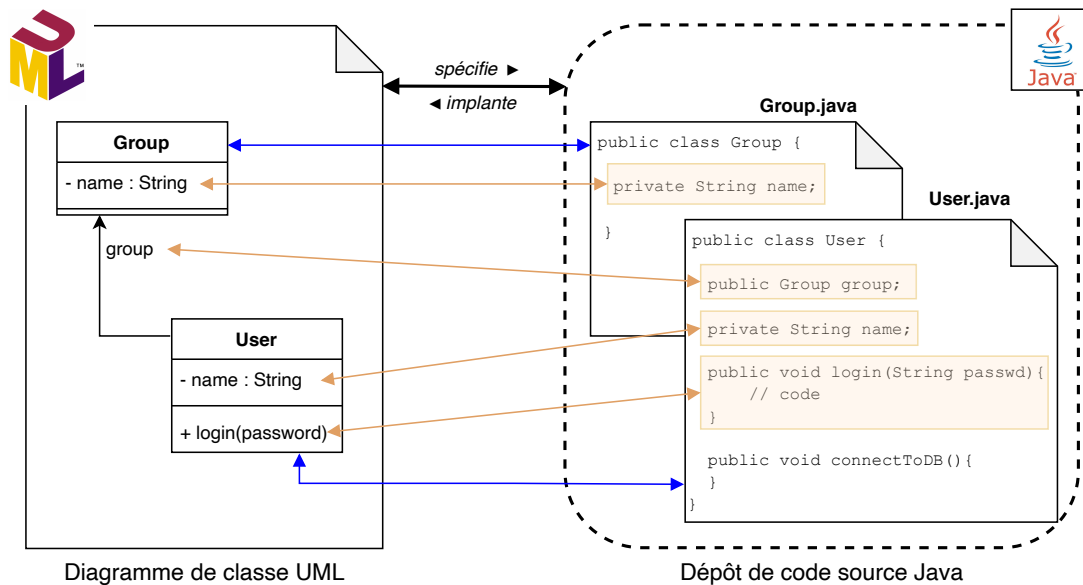 UML
TM
Group
- name : String
group
User
- name : String
+ login(password)
Diagramme de classe UML
spécifie ►
◄ implante
Java
Group.java
public class Group {
private String name;
}
User.java
public class User {
public Group group;
private String name;
public void login(String passwd){
// code
}
public void connectToDB(){
}
}
Dépôt de code source Java